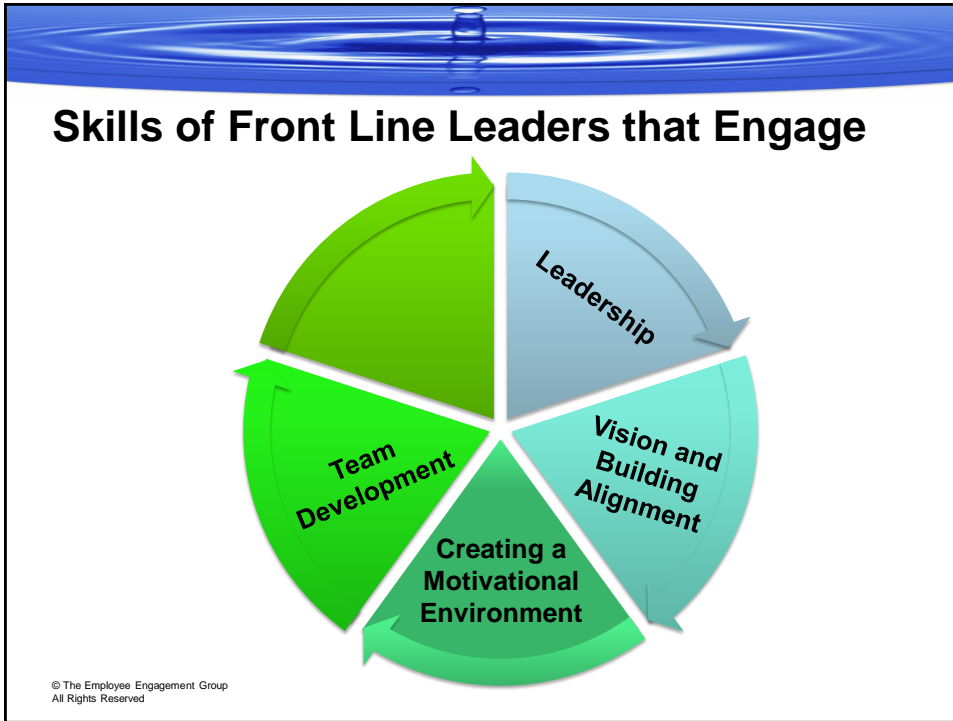 Skills of Front Line Leaders that Engage
Leadership
Vision and
Building
Alignment
Creating a
Motivational
Environment
Team
Development
© The Employee Engagement Group
All Rights Reserved